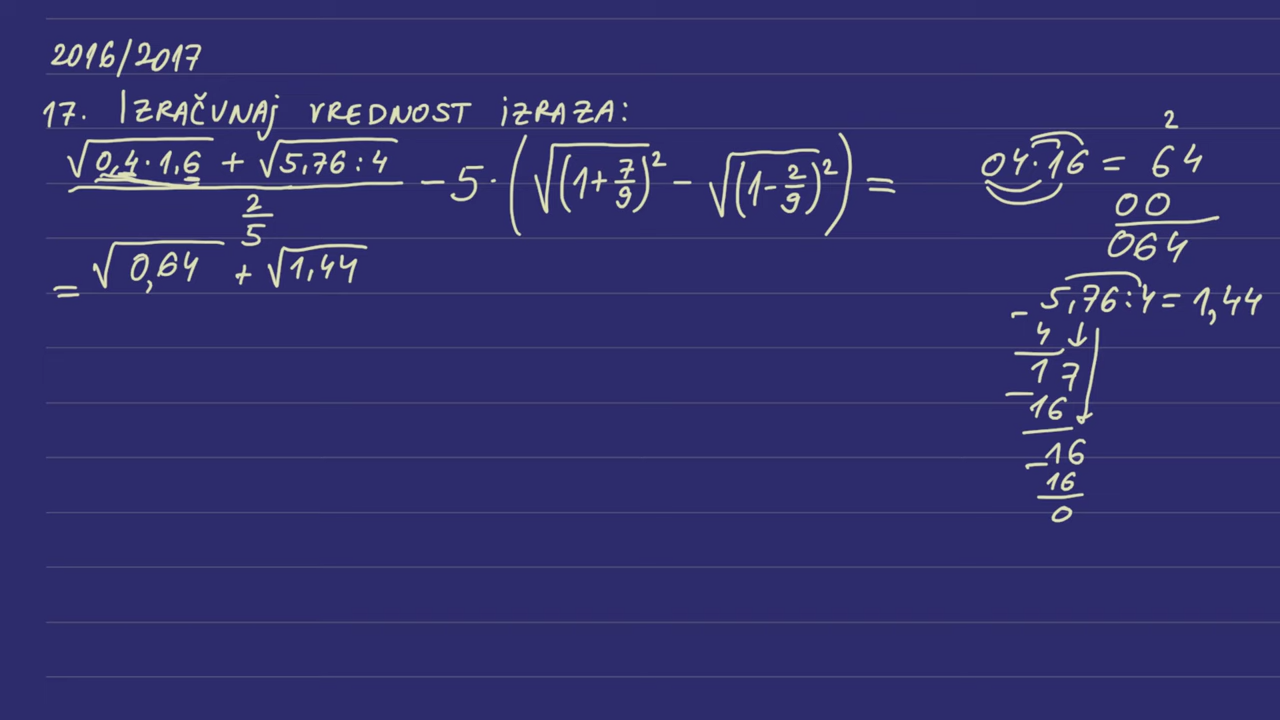 2016/2017
17. IZRAČUNAJ VREDNOST IZRAZA:
√(0,4·1,6) + √(5,76:4)
2/5
− 5·(√(1+7/9)² − √(1−2/9)²) =
= √0,64 + √1,44
2
04·16 = 64
00
064
− 5,76:4 = 1,44
4
17
− 16
− 16
16
0